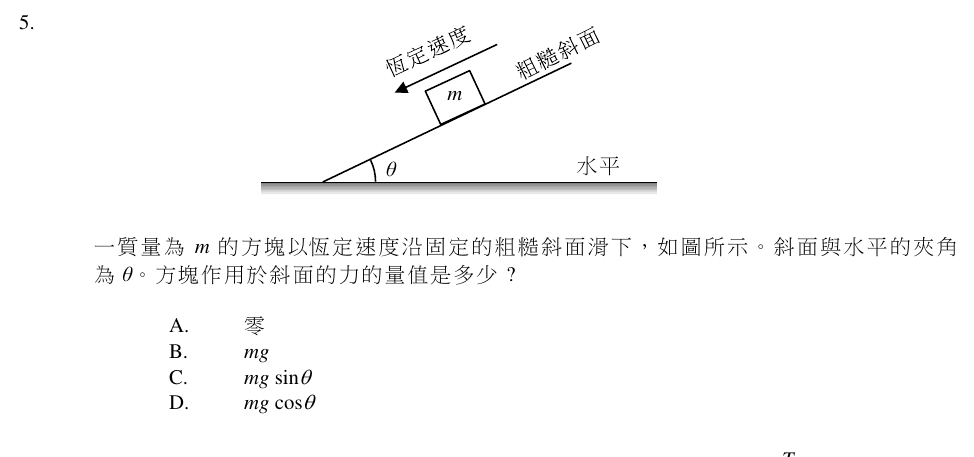 5.
恆定速度
粗糙斜面
m
θ
水平
一質量為 m 的方塊以恆定速度沿固定的粗糙斜面滑下，如圖所示。斜面與水平的夾角
為 θ。方塊作用於斜面的力的量值是多少？
A. 零
B. mg
C. mg sinθ
D. mg cosθ